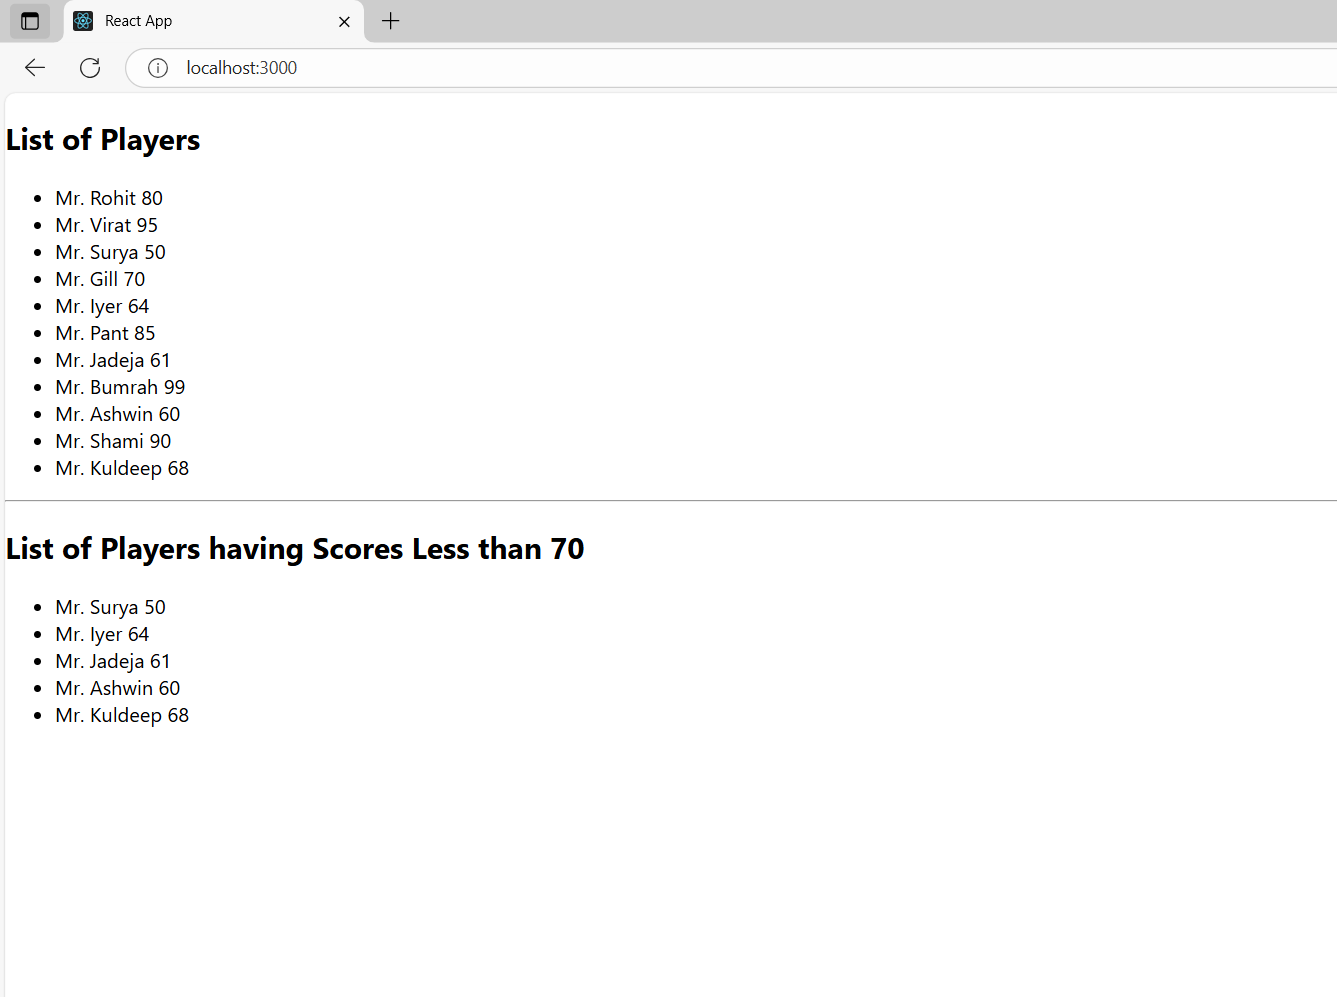 React App
localhost:3000
List of Players
Mr. Rohit 80
Mr. Virat 95
Mr. Surya 50
Mr. Gill 70
Mr. Iyer 64
Mr. Pant 85
Mr. Jadeja 61
Mr. Bumrah 99
Mr. Ashwin 60
Mr. Shami 90
Mr. Kuldeep 68
List of Players having Scores Less than 70
Mr. Surya 50
Mr. Iyer 64
Mr. Jadeja 61
Mr. Ashwin 60
Mr. Kuldeep 68